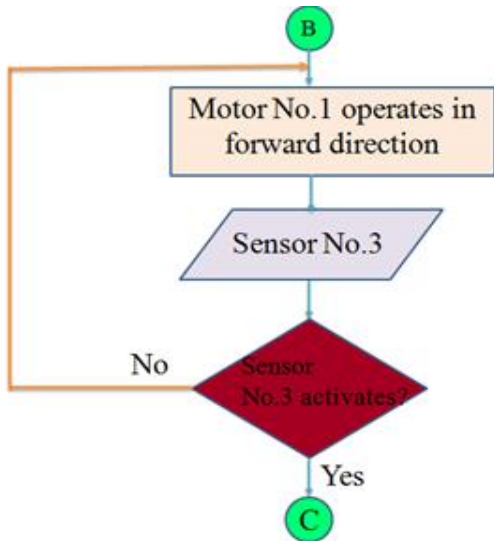 B
Motor No.1 operates in
forward direction
Sensor No.3
Sensor
No.3 activates?
No
Yes
C